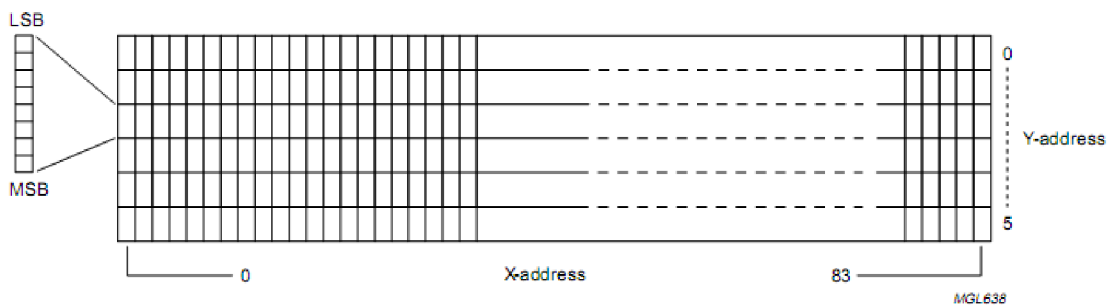 LSB
MSB
0
Y-address
5
0 X-address 83
MGL638